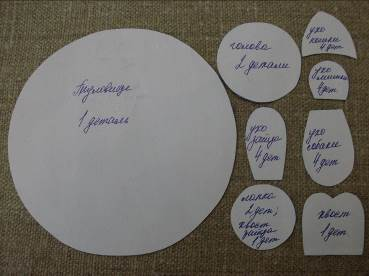 Туловище
1 деталь
голова
2 детали
ухо
кошки
4 дет
ухо
мишки
4 дет
ухо
зайца
4 дет
ухо
собаки
4 дет
лапка
2 дет;
хвост
зайца
1 дет
хвост
1 дет